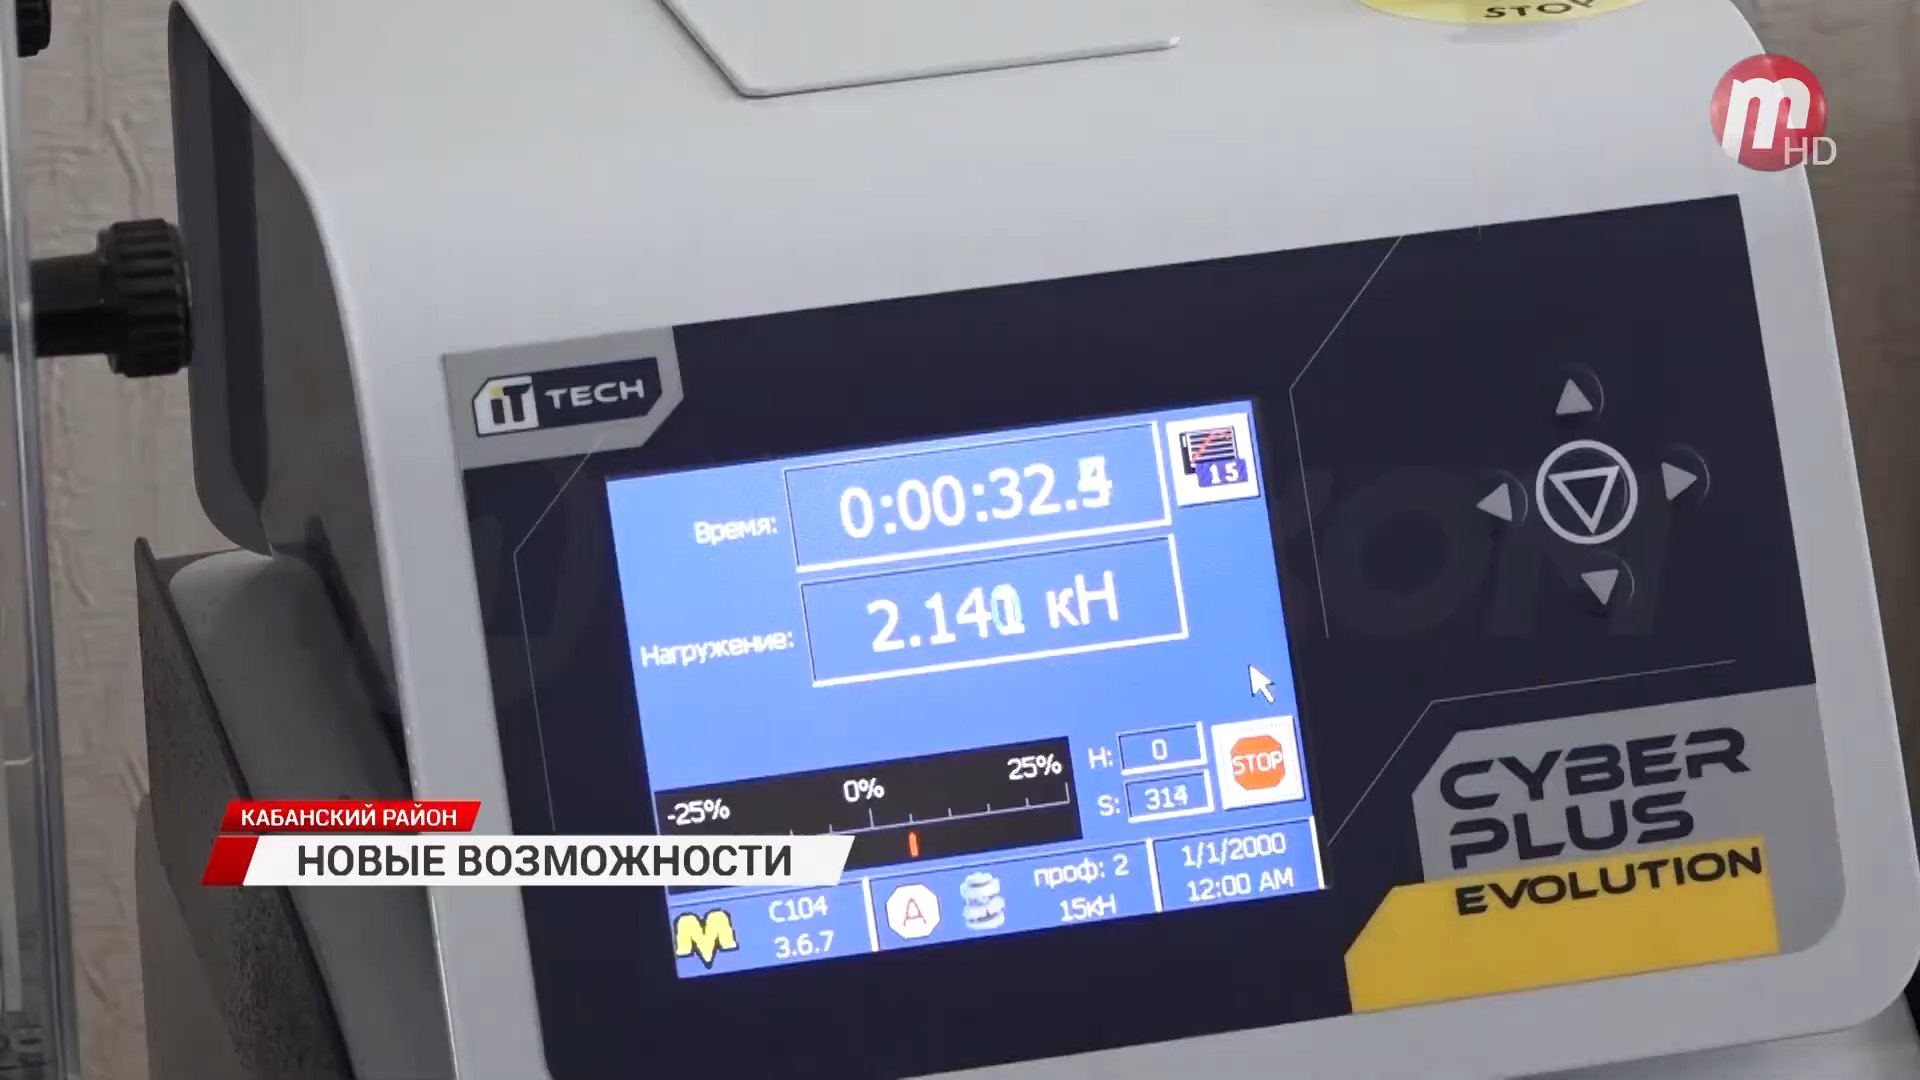 STOP
m HD
iT TECH
Время: 0:00:32.
15
Нагружение: 2.14 кН
-25% 0% 25%
H: 0
S: 314
STOP
C104
3.6.7
A
проф: 2
15кН
1/1/2000
12:00 AM
CYBER
PLUS
EVOLUTION
КАБАНСКИЙ РАЙОН
НОВЫЕ ВОЗМОЖНОСТИ